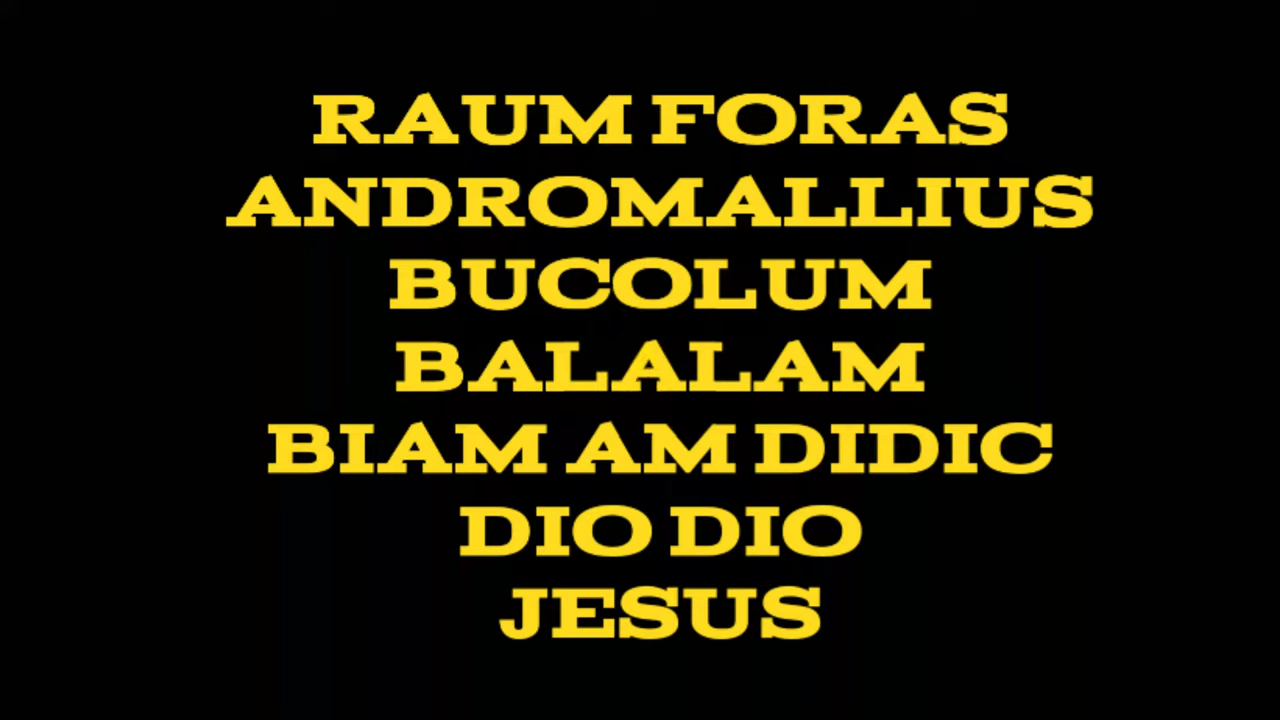 RAUM FORAS
ANDROMALLIUS
BUCOLUM
BALALAM
BIAM AM DIDIC
DIO DIO
JESUS